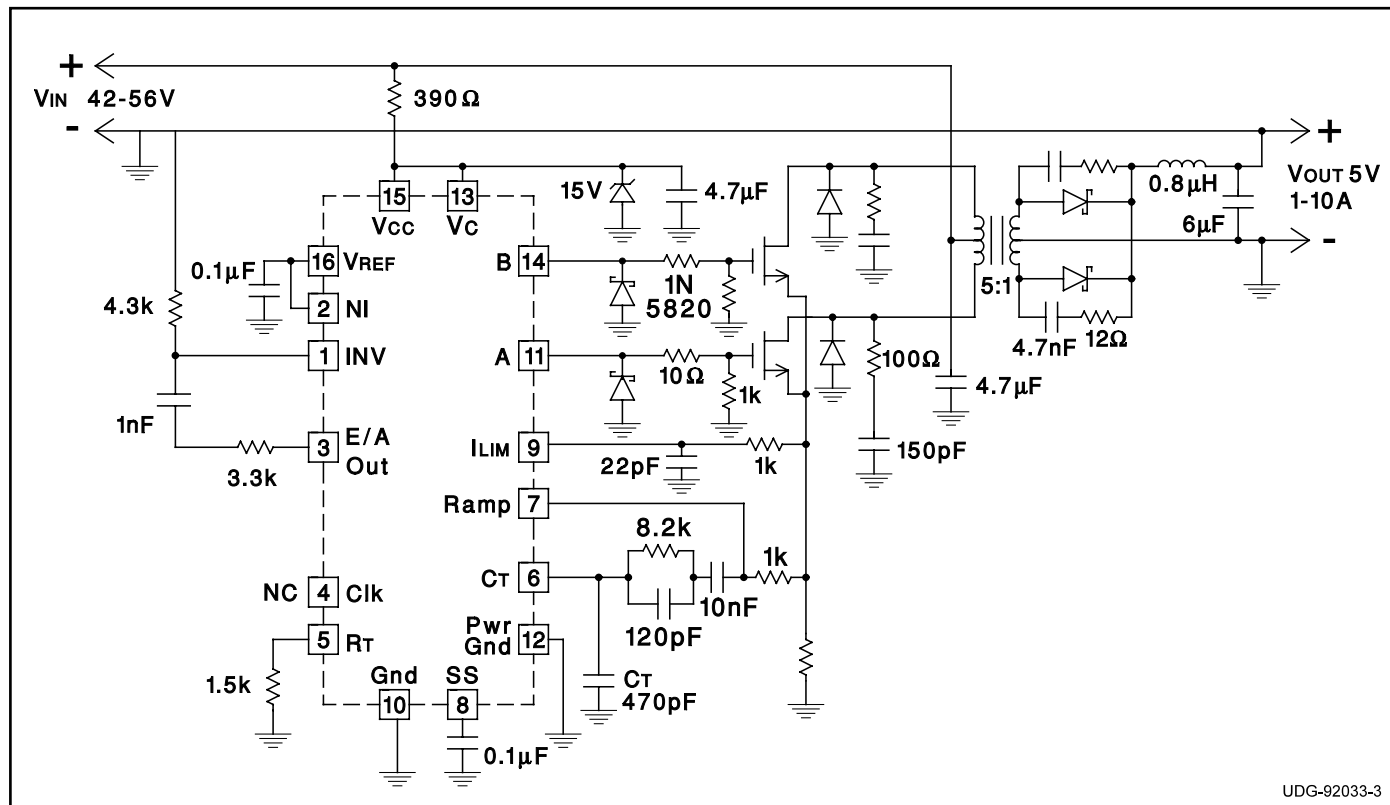 +
VIN 42-56V
-
390Ω
+
VOUT 5V
1-10A
-
15V
4.7μF
0.8μH
6μF
15
VCC
13
VC
0.1μF
16 VREF
2 NI
4.3k
1 INV
1nF
3 E/A
Out
3.3k
B 14
1N
5820
A 11
10Ω
1k
5:1
4.7nF
12Ω
100Ω
4.7μF
150pF
ILIM 9
22pF
1k
Ramp 7
8.2k
1k
CT 6
10nF
120pF
NC 4 Clk
5 RT
Pwr
Gnd 12
1.5k
Gnd
10
SS
8
CT
470pF
0.1μF
UDG-92033-3